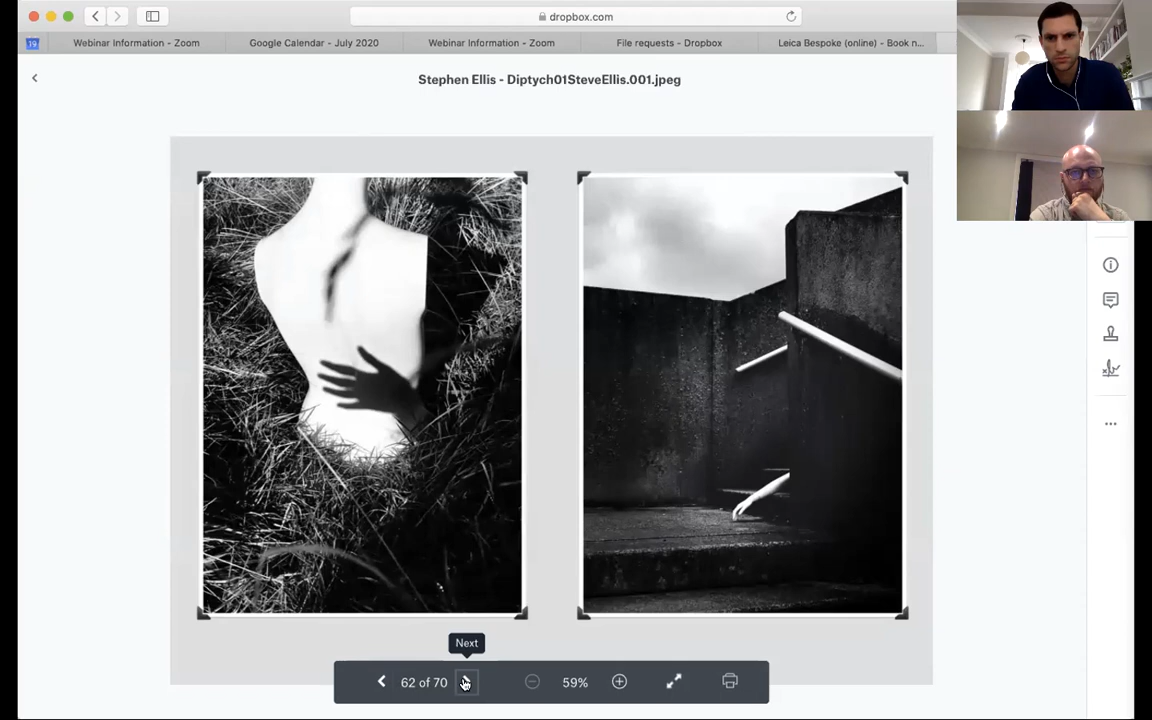 dropbox.com
19
Webinar Information - Zoom
Google Calendar - July 2020
Webinar Information - Zoom
File requests - Dropbox
Leica Bespoke (online) - Book n...
Stephen Ellis - Diptych01SteveEllis.001.jpeg
Next
62 of 70
59%